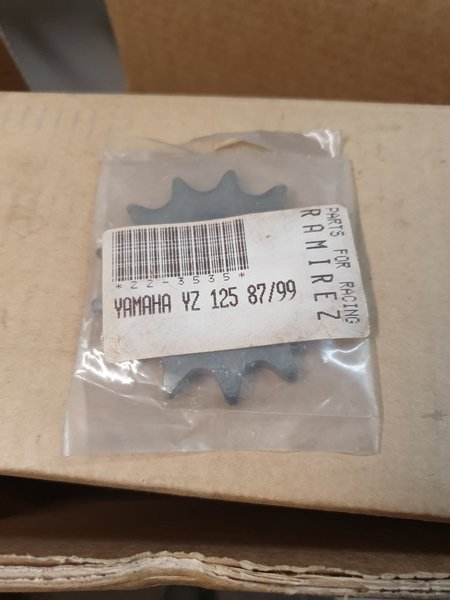 *22-3535*
YAMAHA YZ 125 87/99
PARTS FOR RACING
RAMIREZ